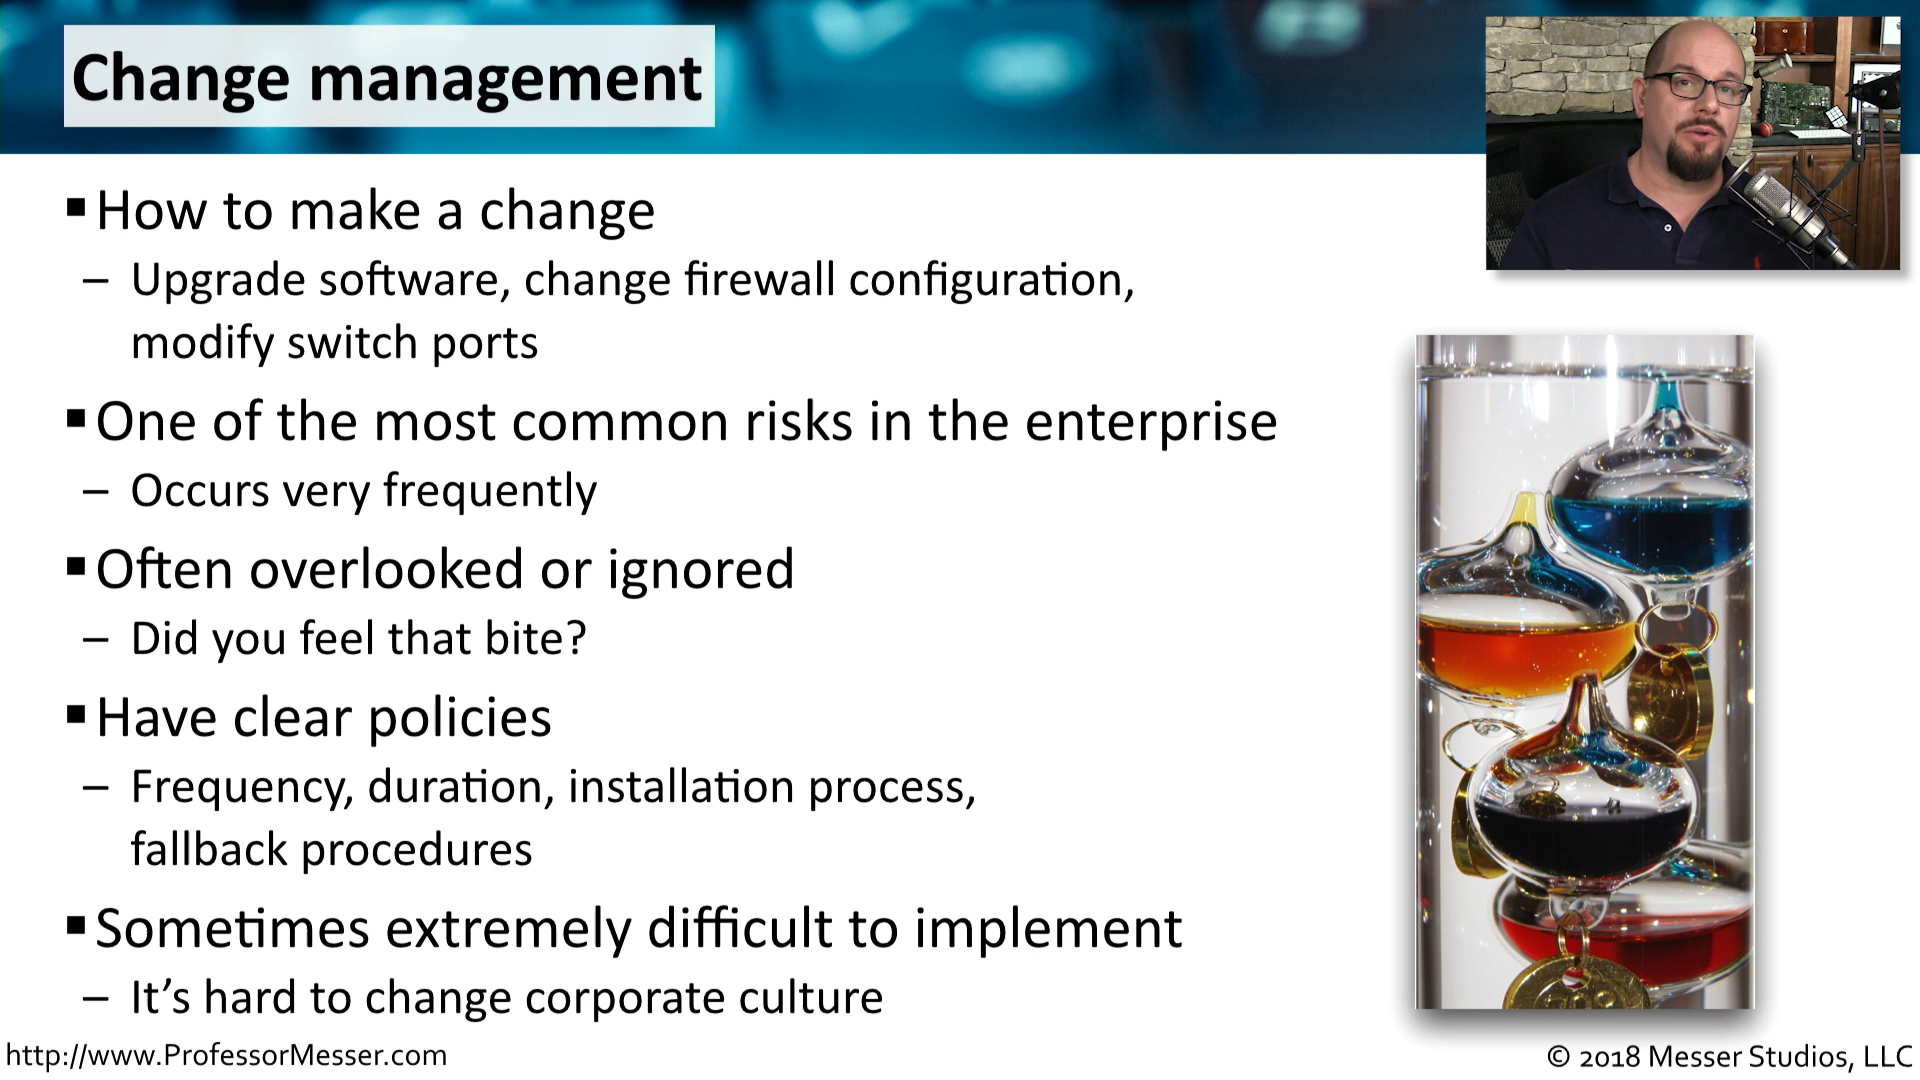 Change management
▪How to make a change
– Upgrade software, change firewall configuration,
modify switch ports
▪One of the most common risks in the enterprise
– Occurs very frequently
▪Often overlooked or ignored
– Did you feel that bite?
▪Have clear policies
– Frequency, duration, installation process,
fallback procedures
▪Sometimes extremely difficult to implement
– It’s hard to change corporate culture
http://www.ProfessorMesser.com
© 2018 Messer Studios, LLC